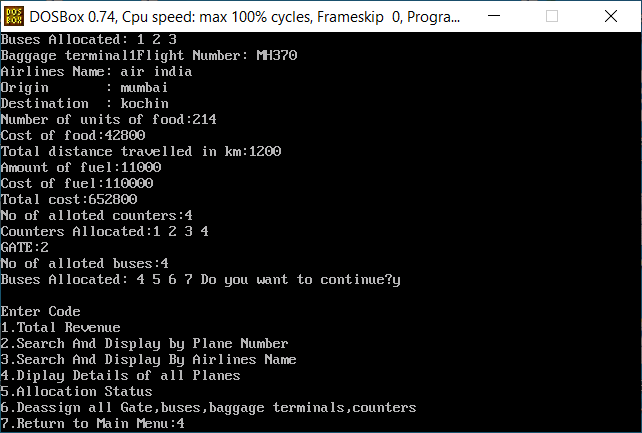 DOSBox 0.74, Cpu speed: max 100% cycles, Frameskip 0, Progra...
Buses Allocated: 1 2 3
Baggage terminal1Flight Number: MH370
Airlines Name: air india
Origin : mumbai
Destination : kochin
Number of units of food:214
Cost of food:42800
Total distance travelled in km:1200
Amount of fuel:11000
Cost of fuel:110000
Total cost:652800
No of alloted counters:4
Counters Allocated:1 2 3 4
GATE:2
No of alloted buses:4
Buses Allocated: 4 5 6 7 Do you want to continue?y
Enter Code
1.Total Revenue
2.Search And Display by Plane Number
3.Search And Display By Airlines Name
4.Diplay Details of all Planes
5.Allocation Status
6.Deassign all Gate,buses,baggage terminals,counters
7.Return to Main Menu:4